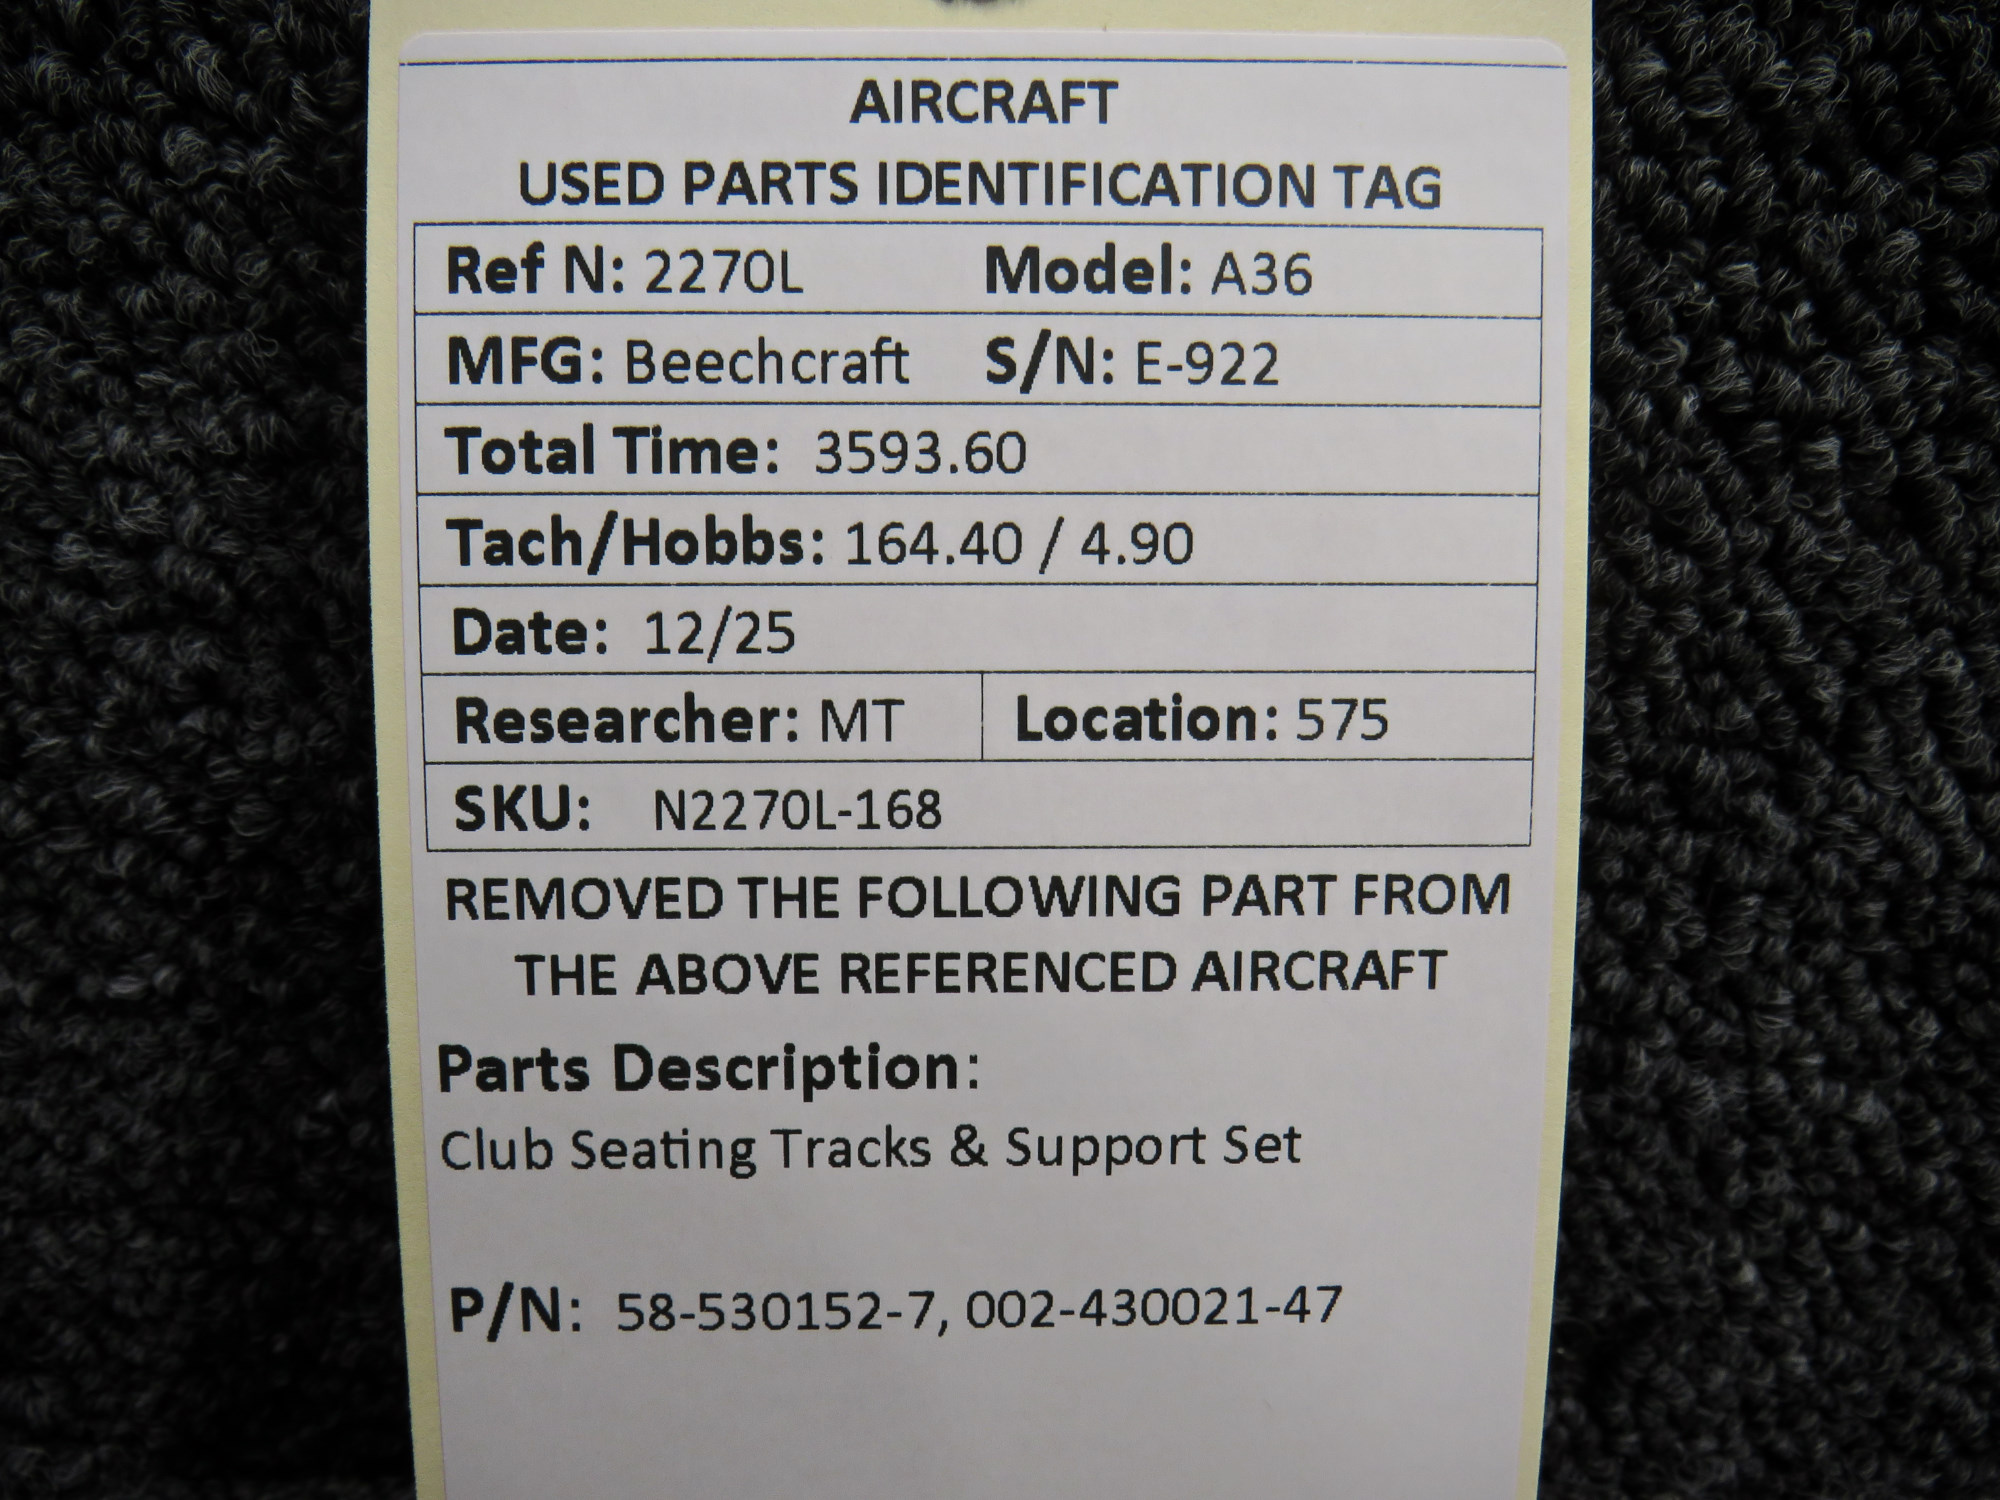 AIRCRAFT
USED PARTS IDENTIFICATION TAG
Ref N: 2270L Model: A36
MFG: Beechcraft S/N: E-922
Total Time: 3593.60
Tach/Hobbs: 164.40 / 4.90
Date: 12/25
Researcher: MT Location: 575
SKU: N2270L-168
REMOVED THE FOLLOWING PART FROM
THE ABOVE REFERENCED AIRCRAFT
Parts Description:
Club Seating Tracks & Support Set
P/N: 58-530152-7, 002-430021-47